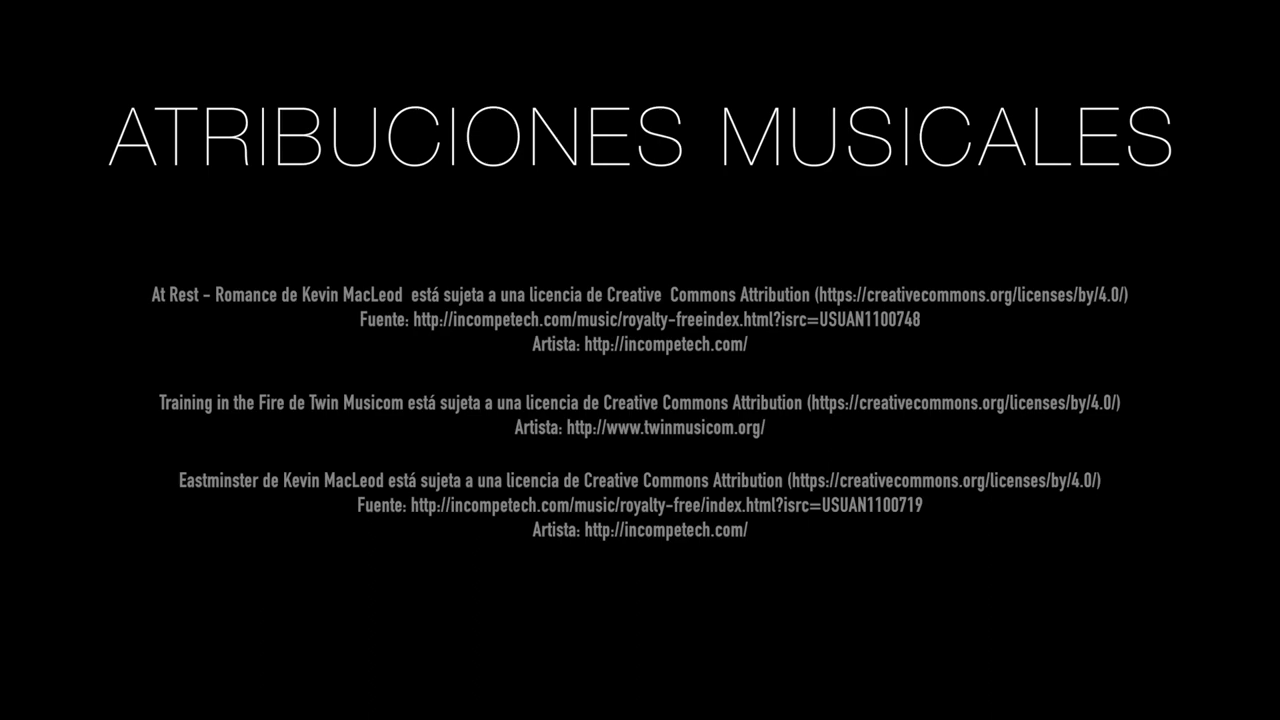 ATRIBUCIONES MUSICALES
At Rest - Romance de Kevin MacLeod está sujeta a una licencia de Creative Commons Attribution (https://creativecommons.org/licenses/by/4.0/)
Fuente: http://incompetech.com/music/royalty-freeindex.html?isrc=USUAN1100748
Artista: http://incompetech.com/
Training in the Fire de Twin Musicom está sujeta a una licencia de Creative Commons Attribution (https://creativecommons.org/licenses/by/4.0/)
Artista: http://www.twinmusicom.org/
Eastminster de Kevin MacLeod está sujeta a una licencia de Creative Commons Attribution (https://creativecommons.org/licenses/by/4.0/)
Fuente: http://incompetech.com/music/royalty-free/index.html?isrc=USUAN1100719
Artista: http://incompetech.com/